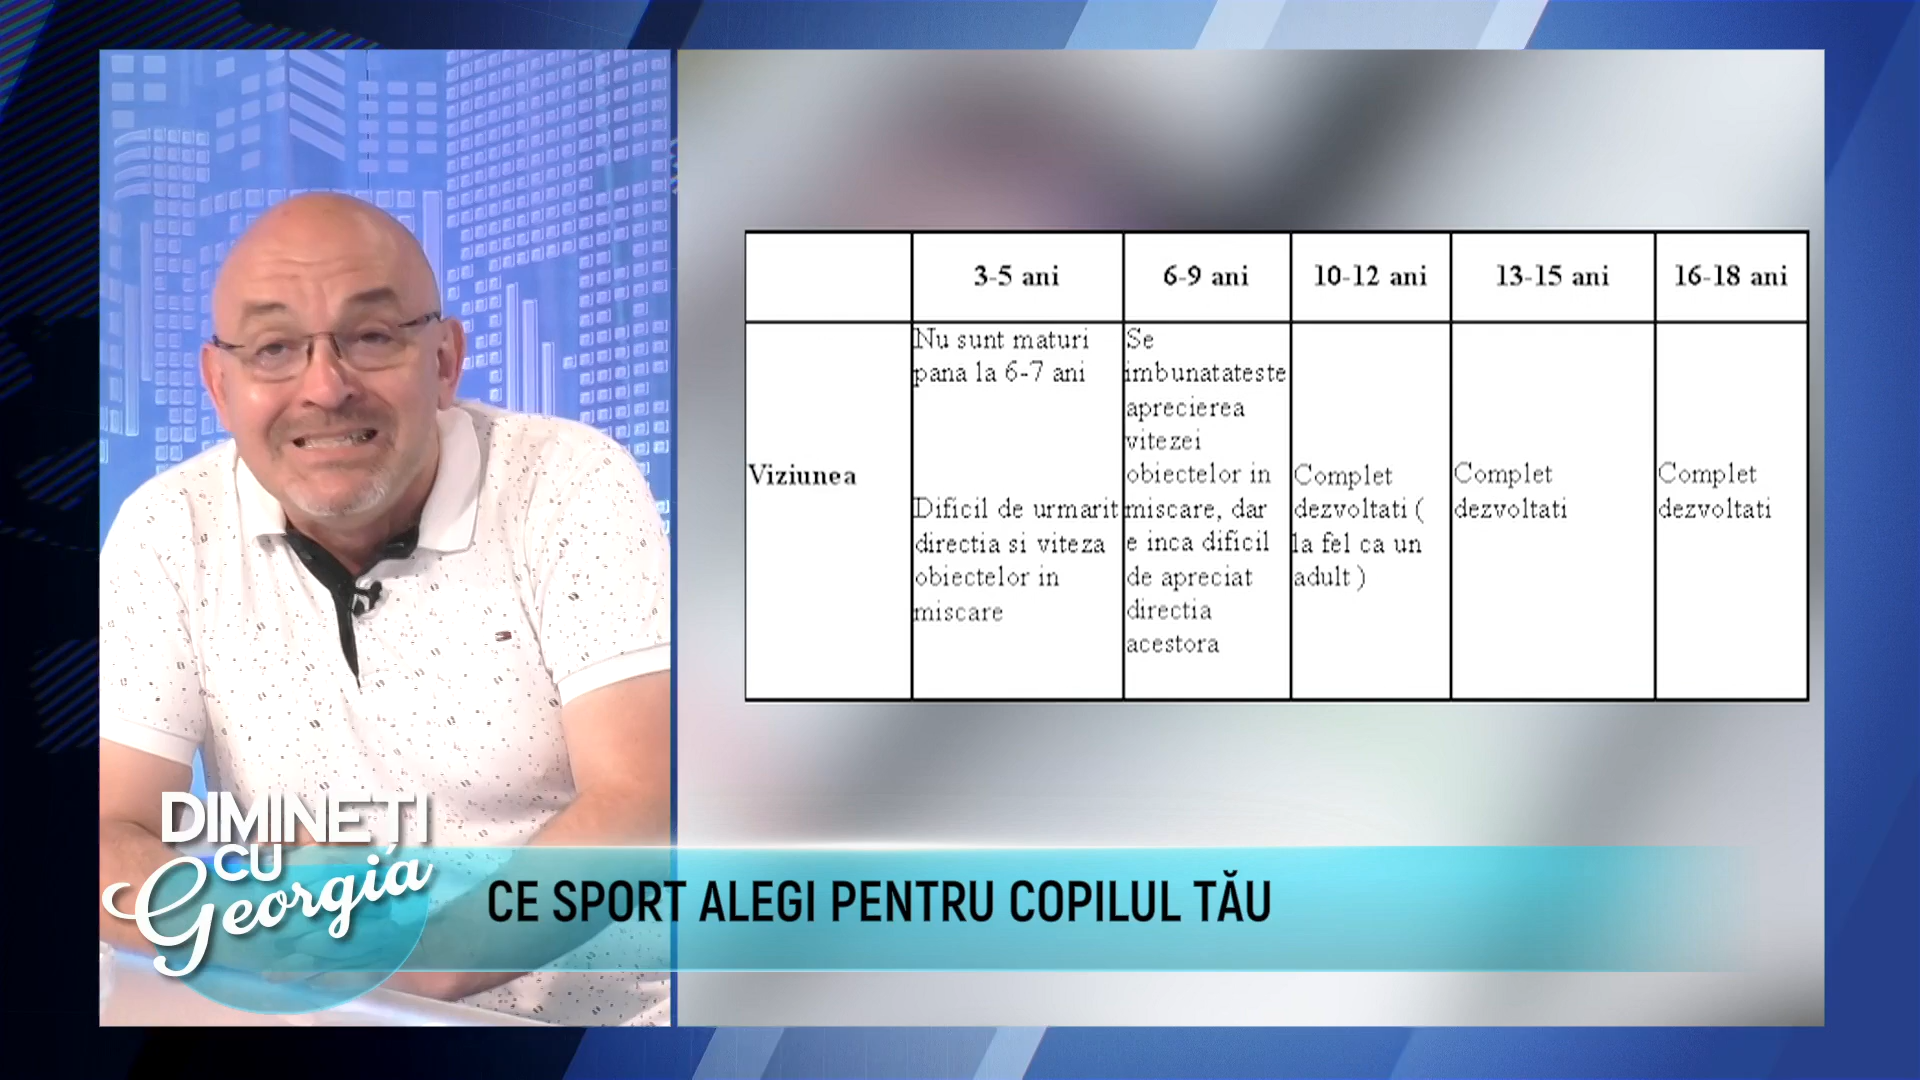 3-5 ani
6-9 ani
10-12 ani
13-15 ani
16-18 ani
Viziunea
Nu sunt maturi
pana la 6-7 ani
Dificil de urmarit
directia si viteza
obiectelor in
miscare
Se
imbunatateste
aprecierea
vitezei
obiectelor in
miscare, dar
e inca dificil
de apreciat
directia
acestora
Complet
dezvoltati (
la fel ca un
adult )
Complet
dezvoltati
Complet
dezvoltati
DIMINEȚI
CU
Georgia
CE SPORT ALEGI PENTRU COPILUL TĂU